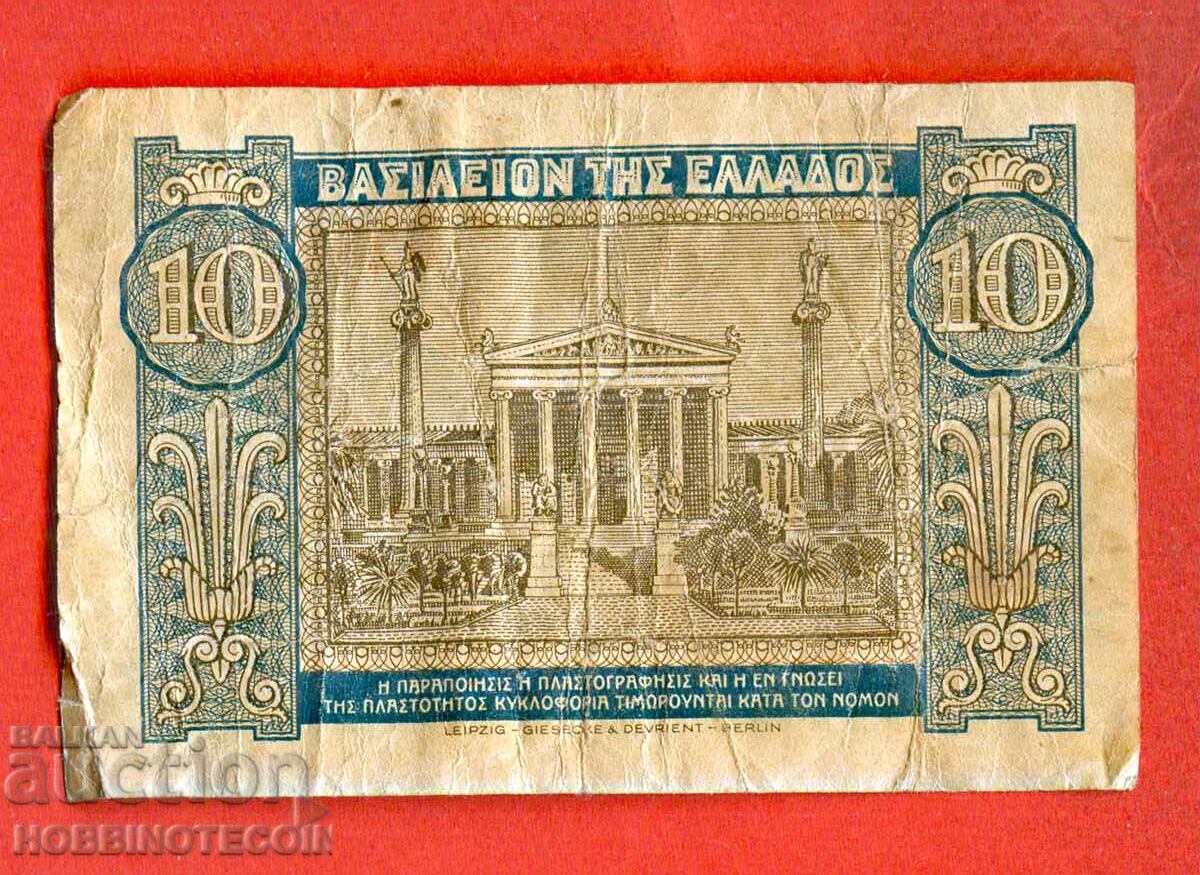 ΒΑΣΙΛΕΙΟΝ ΤΗΣ ΕΛΛΑΔΟΣ
10
10
Η ΠΑΡΑΠΟΙΗΣΙΣ Ή ΠΛΑΣΤΟΓΡΑΦΗΣΙΣ ΚΑΙ Η ΕΝ ΓΝΩΣΕΙ
ΤΗΣ ΠΛΑΣΤΟΤΗΤΟΣ ΚΥΚΛΟΦΟΡΙΑ ΤΙΜΩΡΟΥΝΤΑΙ ΚΑΤΑ ΤΟΝ ΝΟΜΟΝ
LEIPZIG – GIESECKE & DEVRIENT – BERLIN
BALKAN
auction
HOBBINOTECOIN